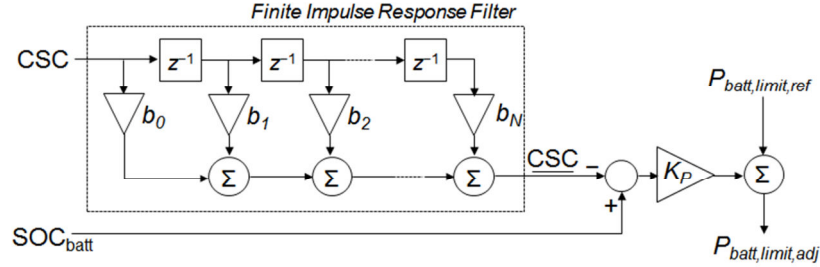 Finite Impulse Response Filter
CSC
z⁻¹
z⁻¹
z⁻¹
b₀
b₁
b₂
b_N
P_batt,limit,ref
Σ
Σ
Σ
CSC
−
+
K_P
Σ
SOC_batt
P_batt,limit,adj